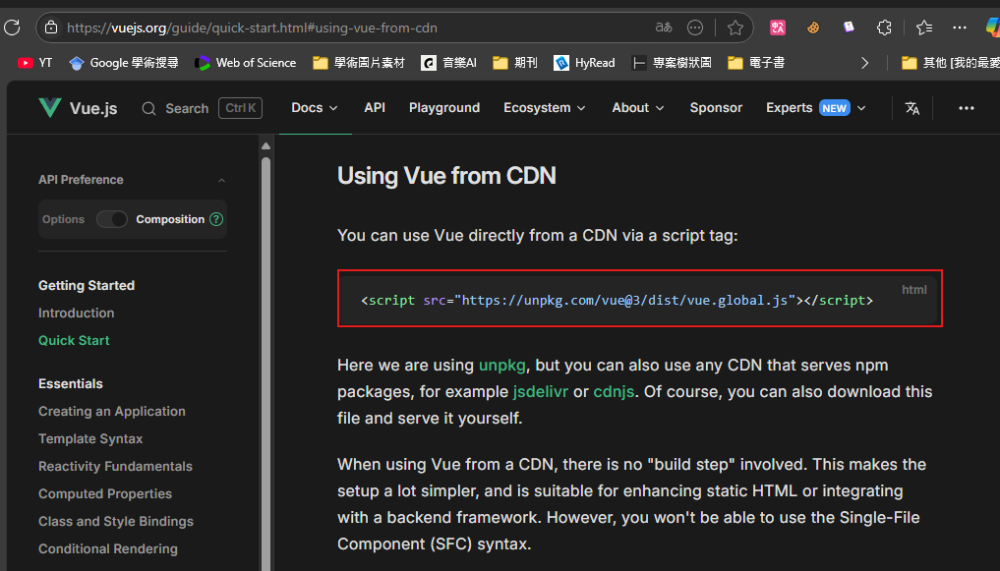 https://vuejs.org/guide/quick-start.html#using-vue-from-cdn
YT Google 學術搜尋 Web of Science 學術圖片素材 音樂AI 期刊 HyRead 專案樹狀圖 電子書 其他 [我的最愛
Vue.js Search Ctrl K Docs API Playground Ecosystem About Sponsor Experts NEW
API Preference
Options Composition ?
Getting Started
Introduction
Quick Start
Essentials
Creating an Application
Template Syntax
Reactivity Fundamentals
Computed Properties
Class and Style Bindings
Conditional Rendering
Using Vue from CDN
You can use Vue directly from a CDN via a script tag:
html
<script src="https://unpkg.com/vue@3/dist/vue.global.js"></script>
Here we are using unpkg, but you can also use any CDN that serves npm
packages, for example jsdelivr or cdnjs. Of course, you can also download this
file and serve it yourself.
When using Vue from a CDN, there is no "build step" involved. This makes the
setup a lot simpler, and is suitable for enhancing static HTML or integrating
with a backend framework. However, you won't be able to use the Single-File
Component (SFC) syntax.